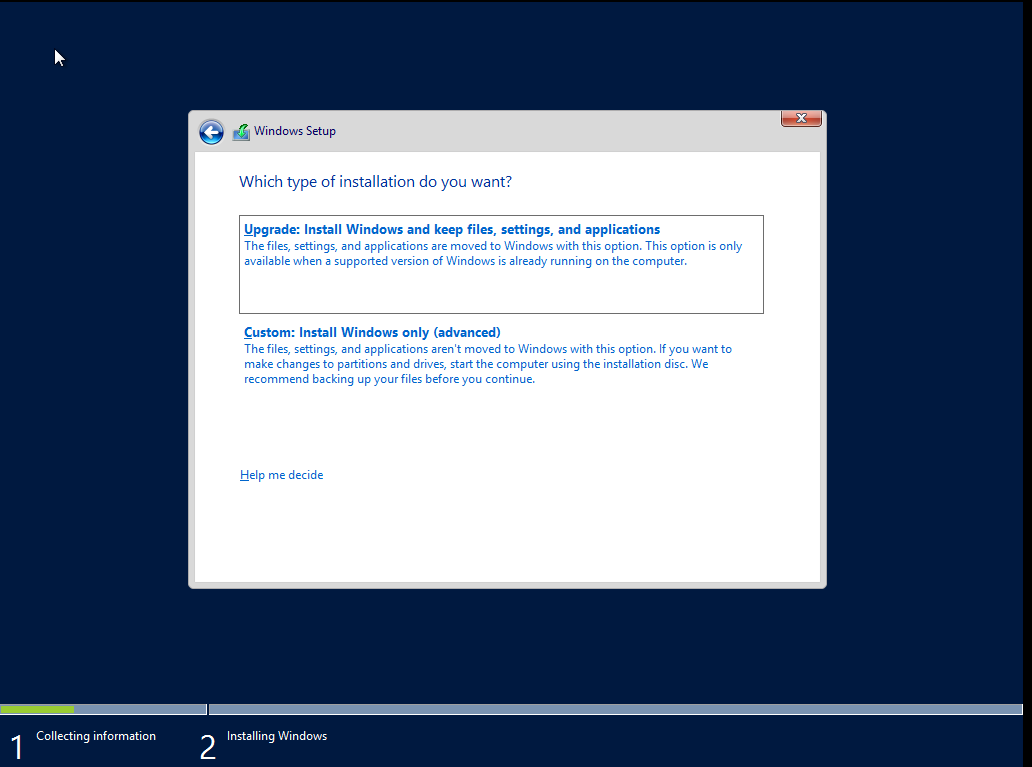 Windows Setup
Which type of installation do you want?
Upgrade: Install Windows and keep files, settings, and applications
The files, settings, and applications are moved to Windows with this option. This option is only
available when a supported version of Windows is already running on the computer.
Custom: Install Windows only (advanced)
The files, settings, and applications aren't moved to Windows with this option. If you want to
make changes to partitions and drives, start the computer using the installation disc. We
recommend backing up your files before you continue.
Help me decide
1 Collecting information
2 Installing Windows